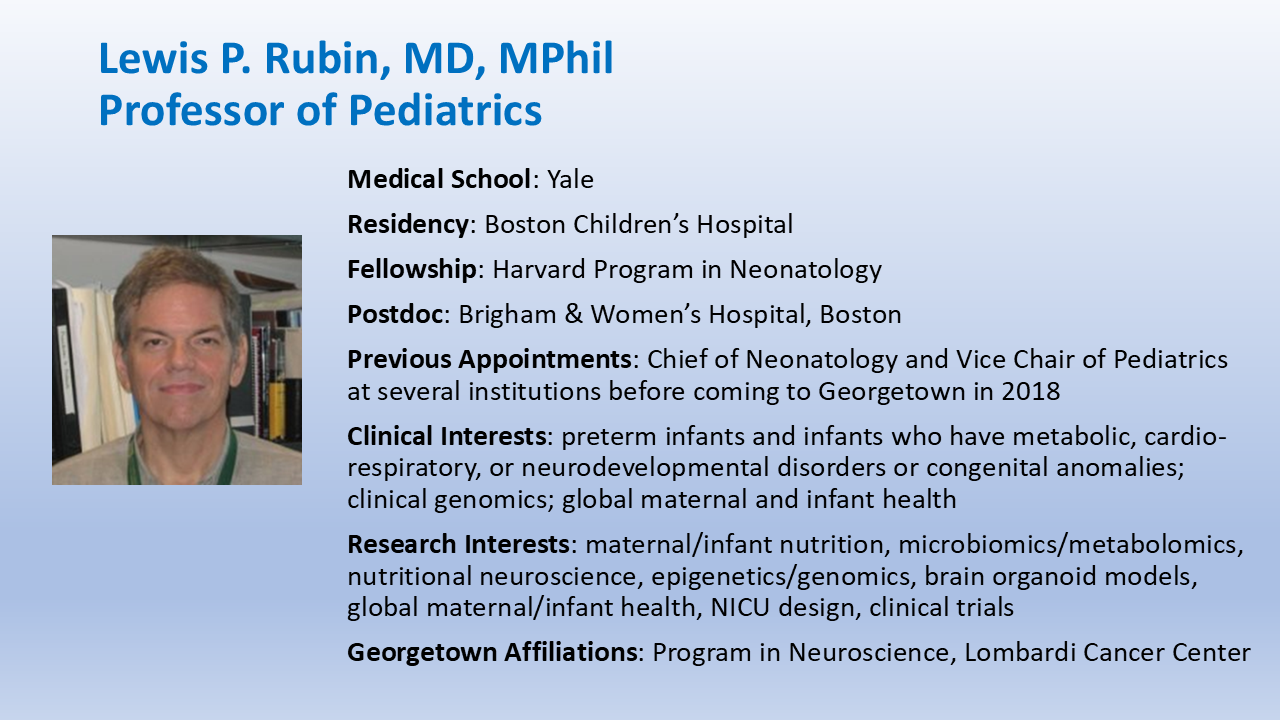 Lewis P. Rubin, MD, MPhil
Professor of Pediatrics
Medical School: Yale
Residency: Boston Children’s Hospital
Fellowship: Harvard Program in Neonatology
Postdoc: Brigham & Women’s Hospital, Boston
Previous Appointments: Chief of Neonatology and Vice Chair of Pediatrics
at several institutions before coming to Georgetown in 2018
Clinical Interests: preterm infants and infants who have metabolic, cardio-
respiratory, or neurodevelopmental disorders or congenital anomalies;
clinical genomics; global maternal and infant health
Research Interests: maternal/infant nutrition, microbiomics/metabolomics,
nutritional neuroscience, epigenetics/genomics, brain organoid models,
global maternal/infant health, NICU design, clinical trials
Georgetown Affiliations: Program in Neuroscience, Lombardi Cancer Center